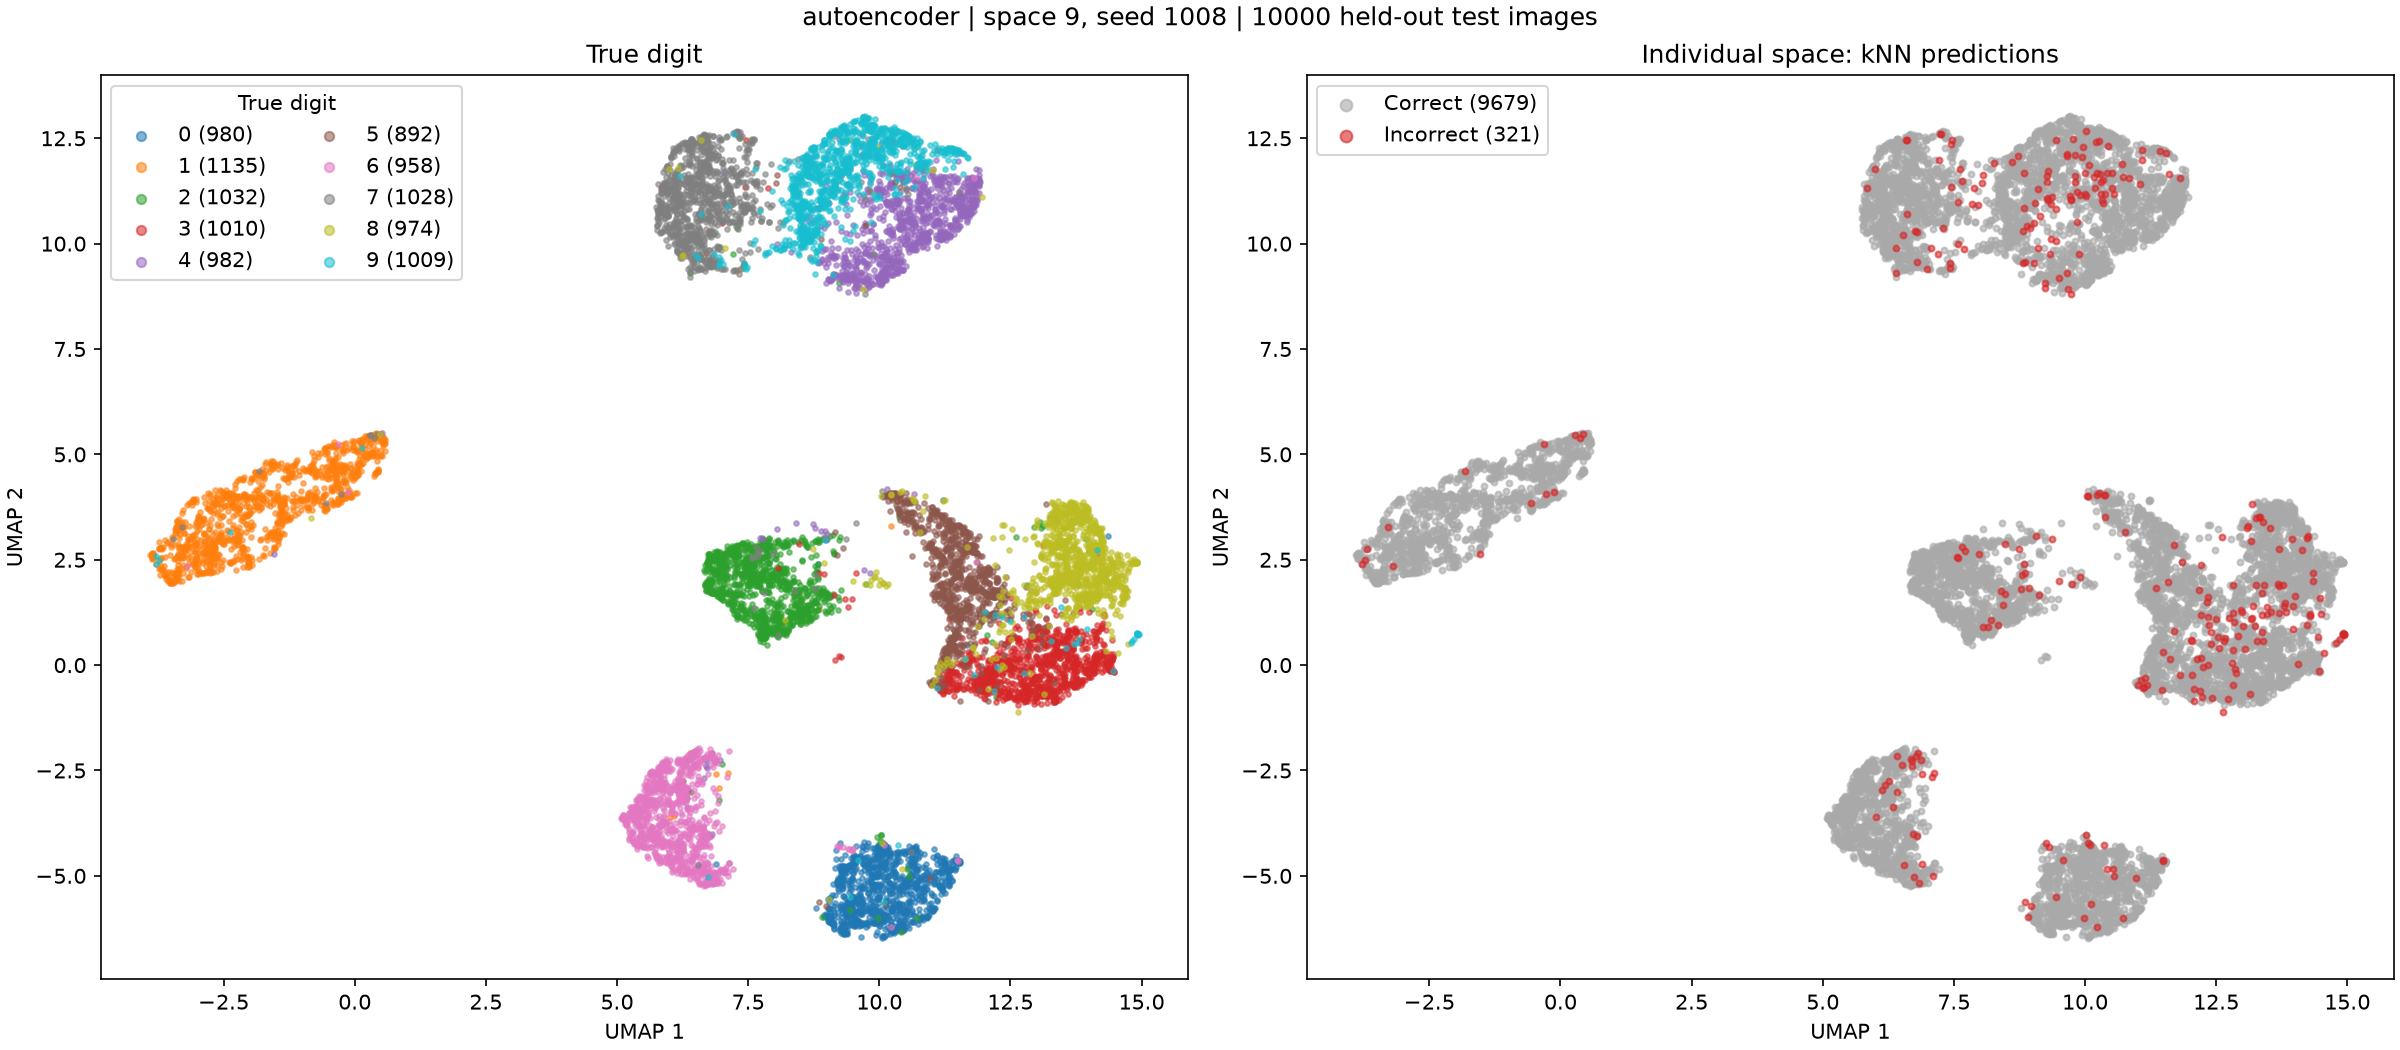 autoencoder | space 9, seed 1008 | 10000 held-out test images
True digit
True digit
0 (980)
1 (1135)
2 (1032)
3 (1010)
4 (982)
5 (892)
6 (958)
7 (1028)
8 (974)
9 (1009)
12.5
10.0
7.5
5.0
2.5
0.0
−2.5
−5.0
UMAP 2
−2.5 0.0 2.5 5.0 7.5 10.0 12.5 15.0
UMAP 1
Individual space: kNN predictions
Correct (9679)
Incorrect (321)
12.5
10.0
7.5
5.0
2.5
0.0
−2.5
−5.0
UMAP 2
−2.5 0.0 2.5 5.0 7.5 10.0 12.5 15.0
UMAP 1